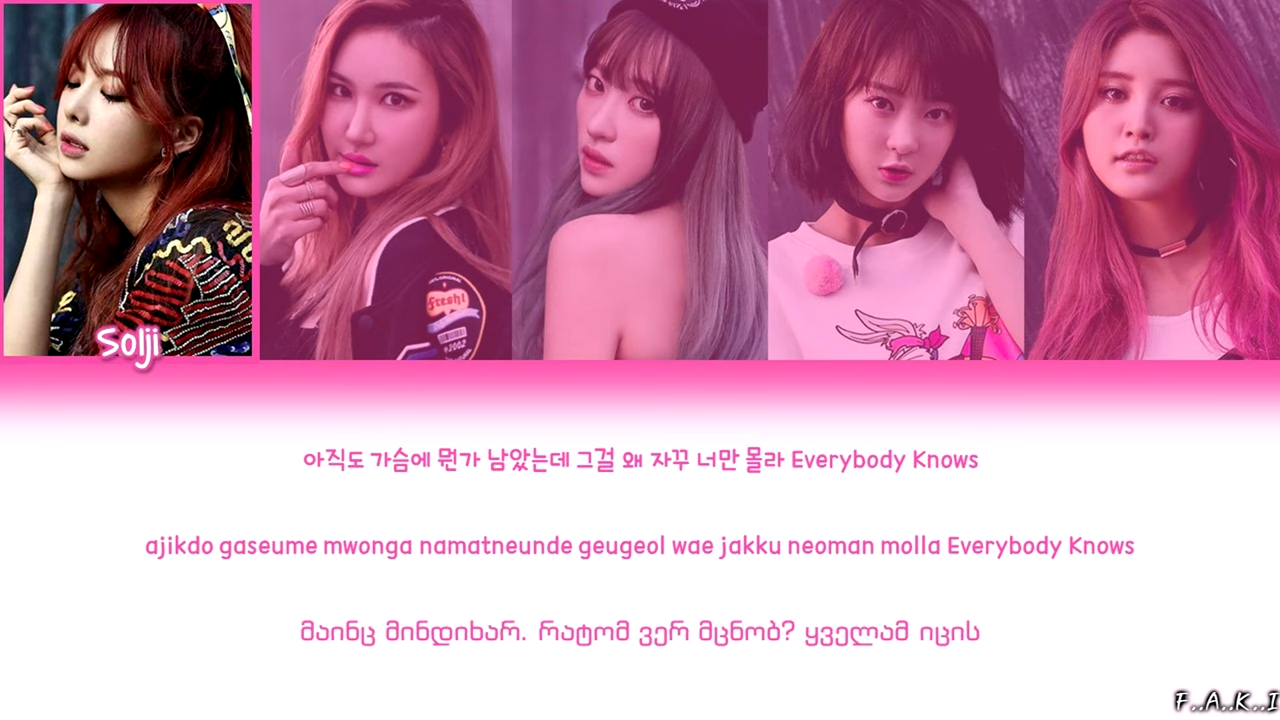 Fresh!
®2002
Solji
아직도 가슴에 뭔가 남았는데 그걸 왜 자꾸 너만 몰라 Everybody Knows
ajikdo gaseume mwonga namatneunde geugeol wae jakku neoman molla Everybody Knows
მაინც მინდიხარ. რატომ ვერ მცნობ? ყველამ იცის
F..A..K..I